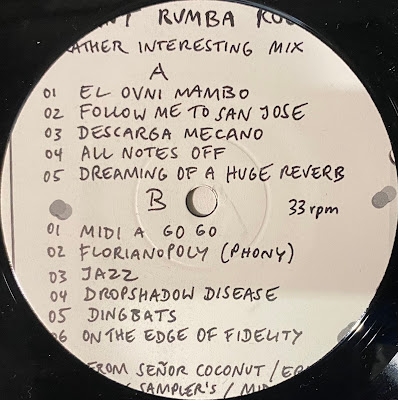 RUMBA
RATHER INTERESTING MIX
A
01 EL OVNI MAMBO
02 FOLLOW ME TO SAN JOSE
03 DESCARGA MECANO
04 ALL NOTES OFF
05 DREAMING OF A HUGE REVERB
B 33 rpm
01 MIDI A GO GO
02 FLORIANOPOLY (PHONY)
03 JAZZ
04 DROPSHADOW DISEASE
05 DINGBATS
06 ON THE EDGE OF FIDELITY
FROM SEÑOR COCONUT /
SAMPLER'S /